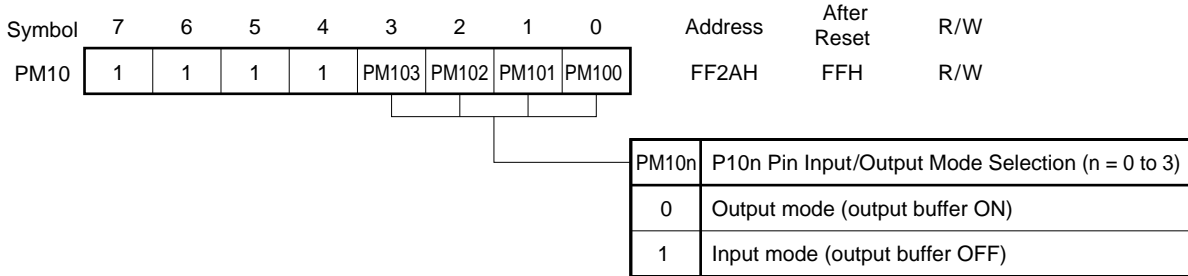 Symbol 7 6 5 4 3 2 1 0 Address After Reset R/W
PM10 1 1 1 1 PM103 PM102 PM101 PM100 FF2AH FFH R/W
PM10n P10n Pin Input/Output Mode Selection (n = 0 to 3)
0 Output mode (output buffer ON)
1 Input mode (output buffer OFF)